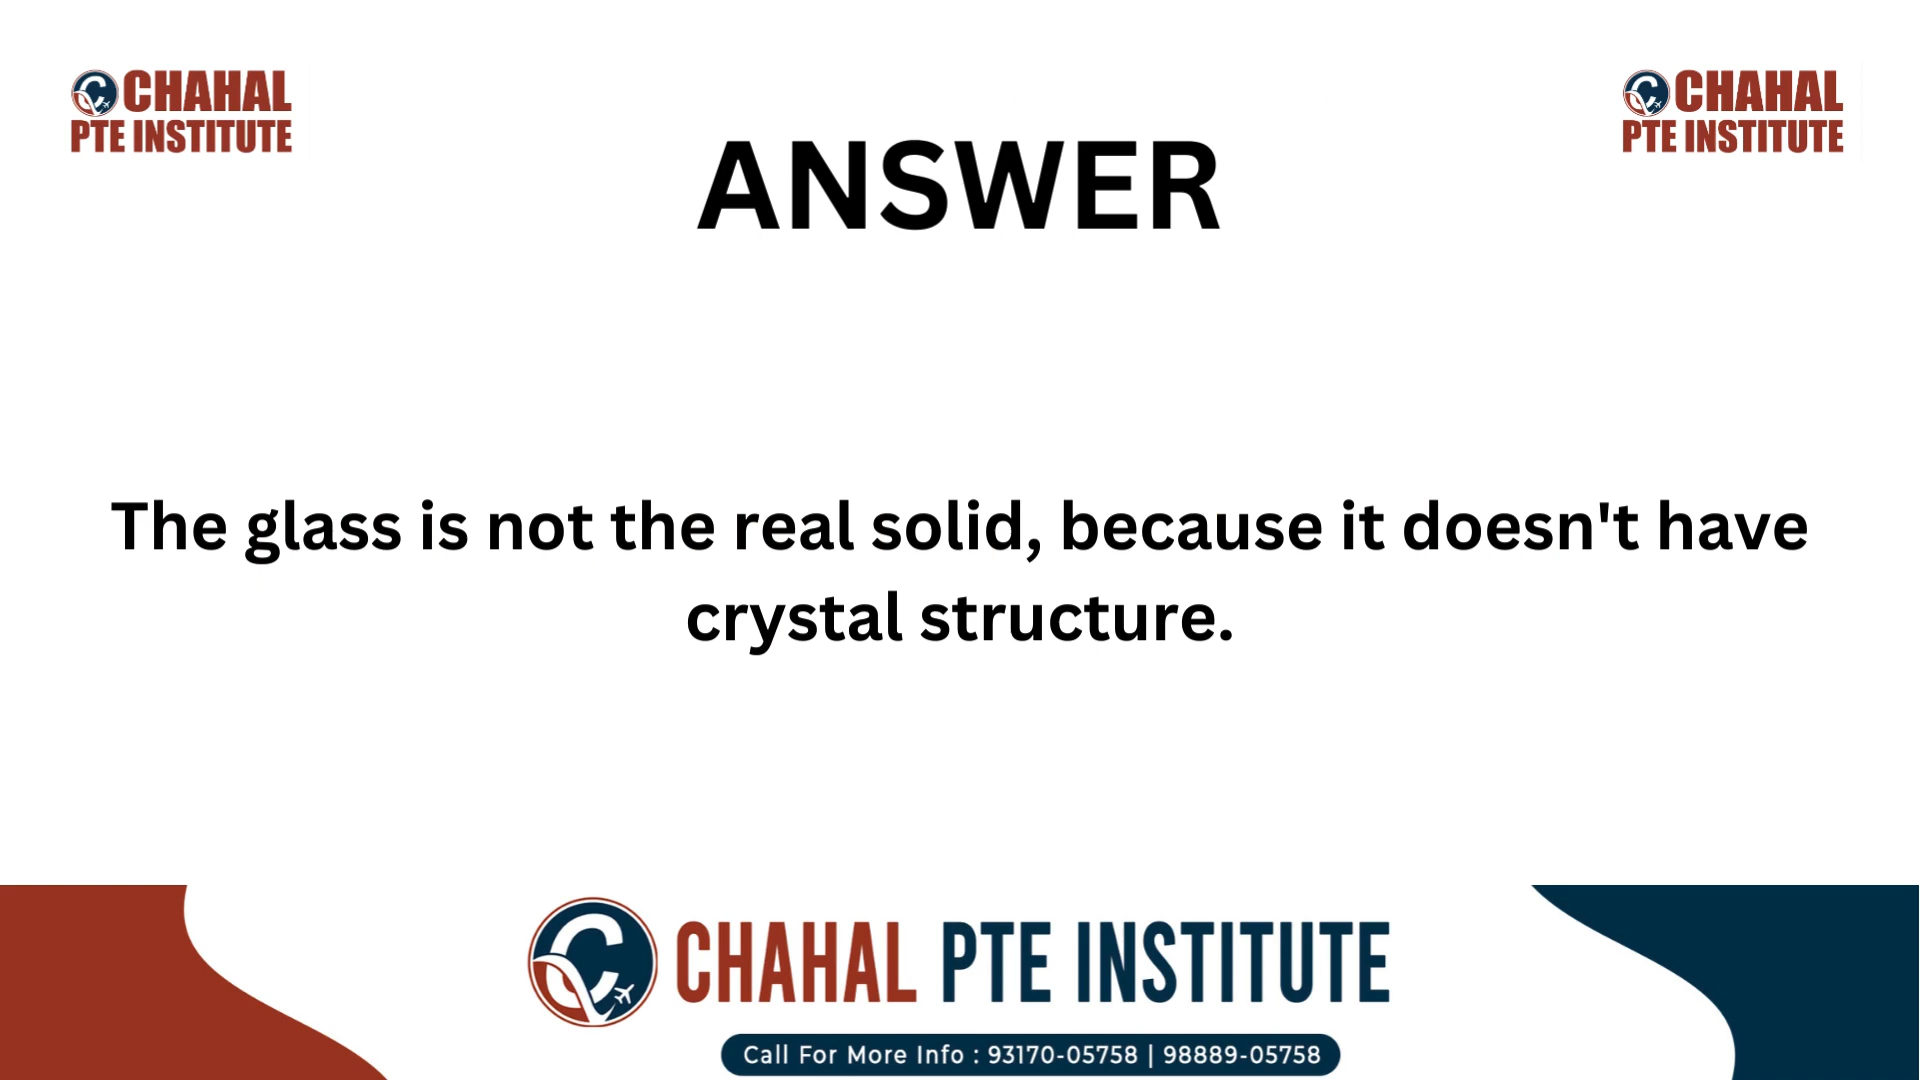 CHAHAL
PTE INSTITUTE
CHAHAL
PTE INSTITUTE
ANSWER
The glass is not the real solid, because it doesn't have
crystal structure.
CHAHAL PTE INSTITUTE
Call For More Info : 93170-05758 | 98889-05758